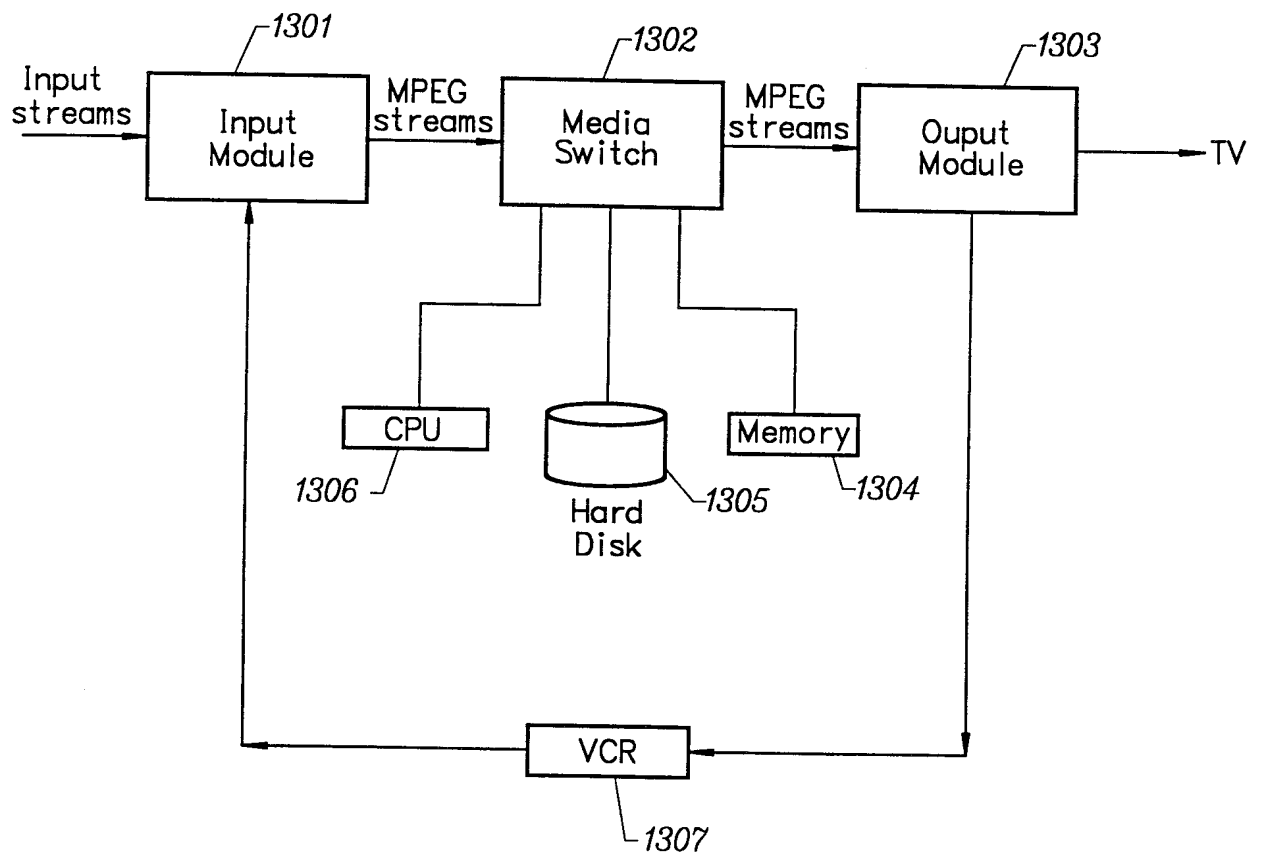 1301
1302
1303
Input
streams
Input
Module
MPEG
streams
Media
Switch
MPEG
streams
Ouput
Module
TV
CPU
1306
Hard
Disk
1305
Memory
1304
VCR
1307